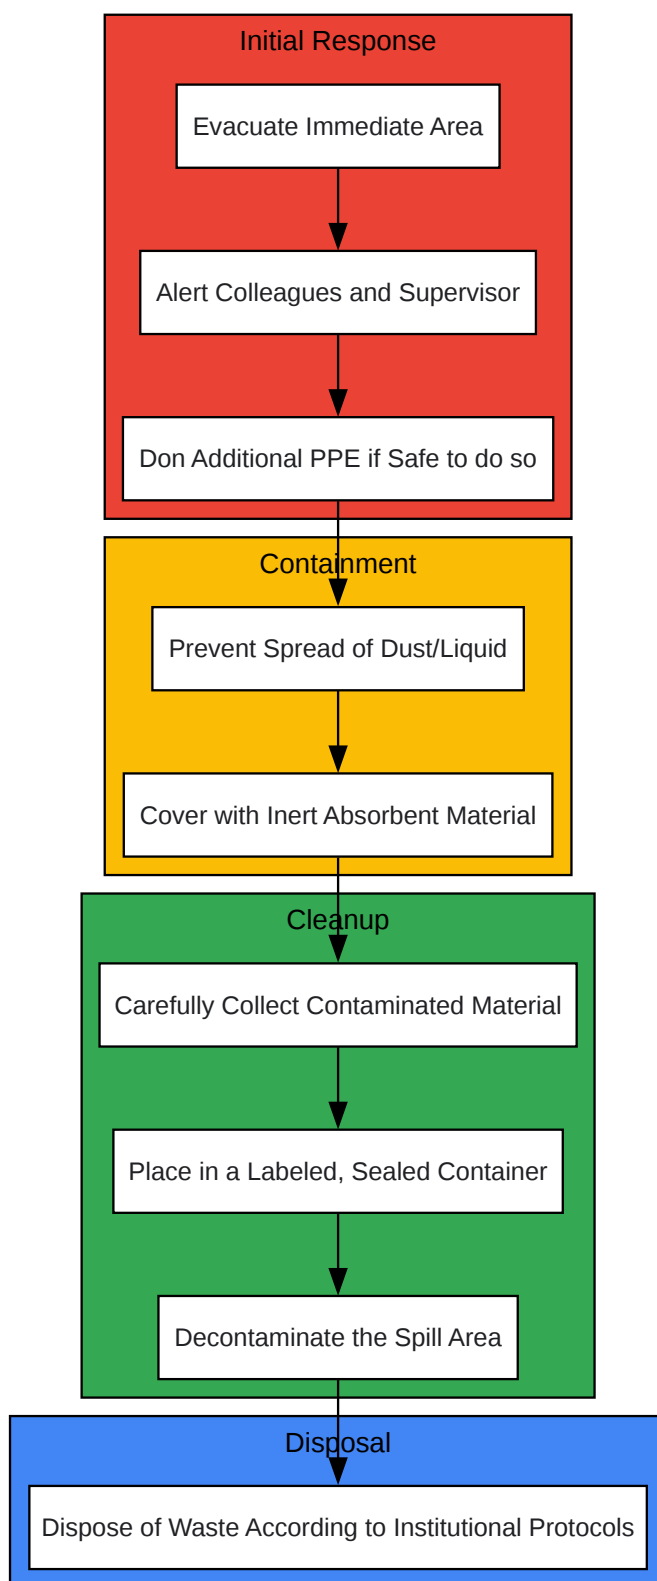 Initial Response
Evacuate Immediate Area
Alert Colleagues and Supervisor
Don Additional PPE if Safe to do so
Containment
Prevent Spread of Dust/Liquid
Cover with Inert Absorbent Material
Cleanup
Carefully Collect Contaminated Material
Place in a Labeled, Sealed Container
Decontaminate the Spill Area
Disposal
Dispose of Waste According to Institutional Protocols